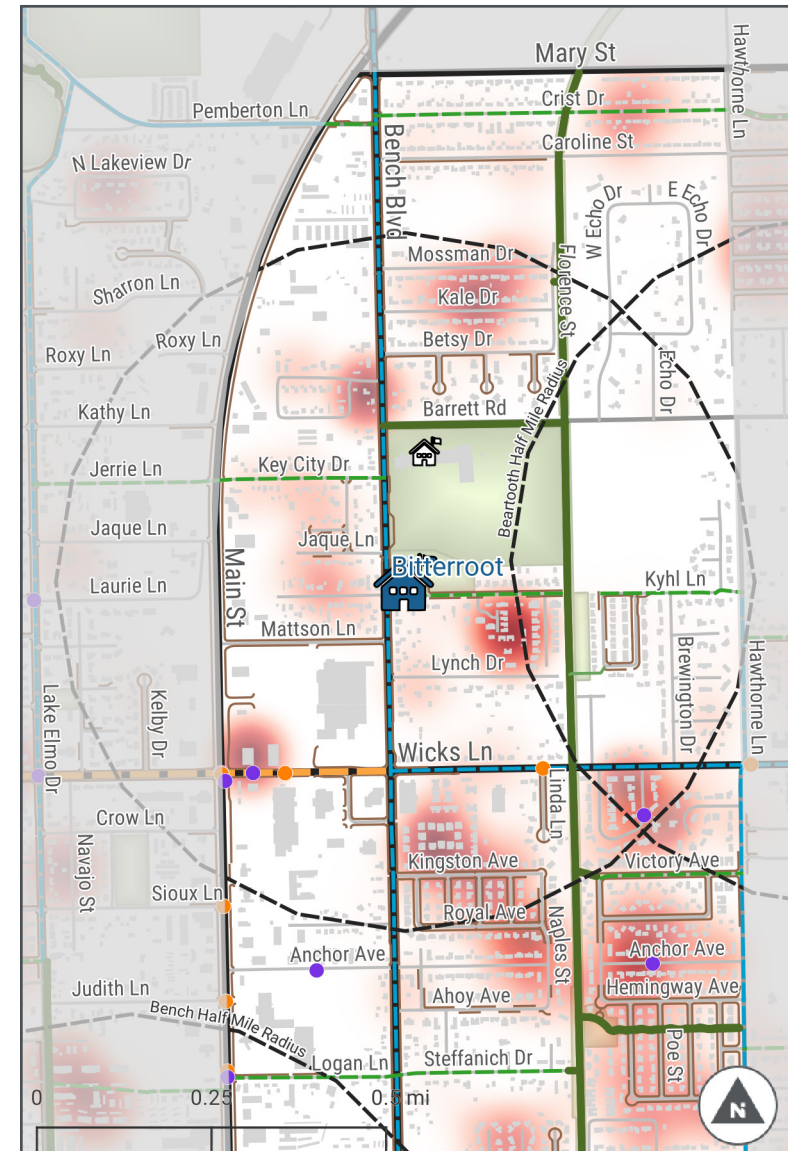 Mary St
Hawthorne Ln
Crist Dr
Pemberton Ln
Bench Blvd
Caroline St
N Lakeview Dr
W Echo Dr
E Echo Dr
Mossman Dr
Florence St
Sharron Ln
Kale Dr
Roxy Ln
Betsy Dr
Roxy Ln
Echo Dr
Kathy Ln
Barrett Rd
Beartooth Half Mile Radius
Jerrie Ln
Key City Dr
Jaque Ln
Jaque Ln
Bitterroot
Main St
Laurie Ln
Kyhl Ln
Mattson Ln
Brewington Dr
Hawthorne Ln
Lynch Dr
Lake Elmo Dr
Kelby Dr
Wicks Ln
Linda Ln
Crow Ln
Navajo St
Kingston Ave
Victory Ave
Sioux Ln
Royal Ave
Naples St
Anchor Ave
Anchor Ave
Judith Ln
Ahoy Ave
Hemingway Ave
Bench Half Mile Radius
Poe St
Logan Ln
Steffanich Dr
0
0.25
0.5 mi
N